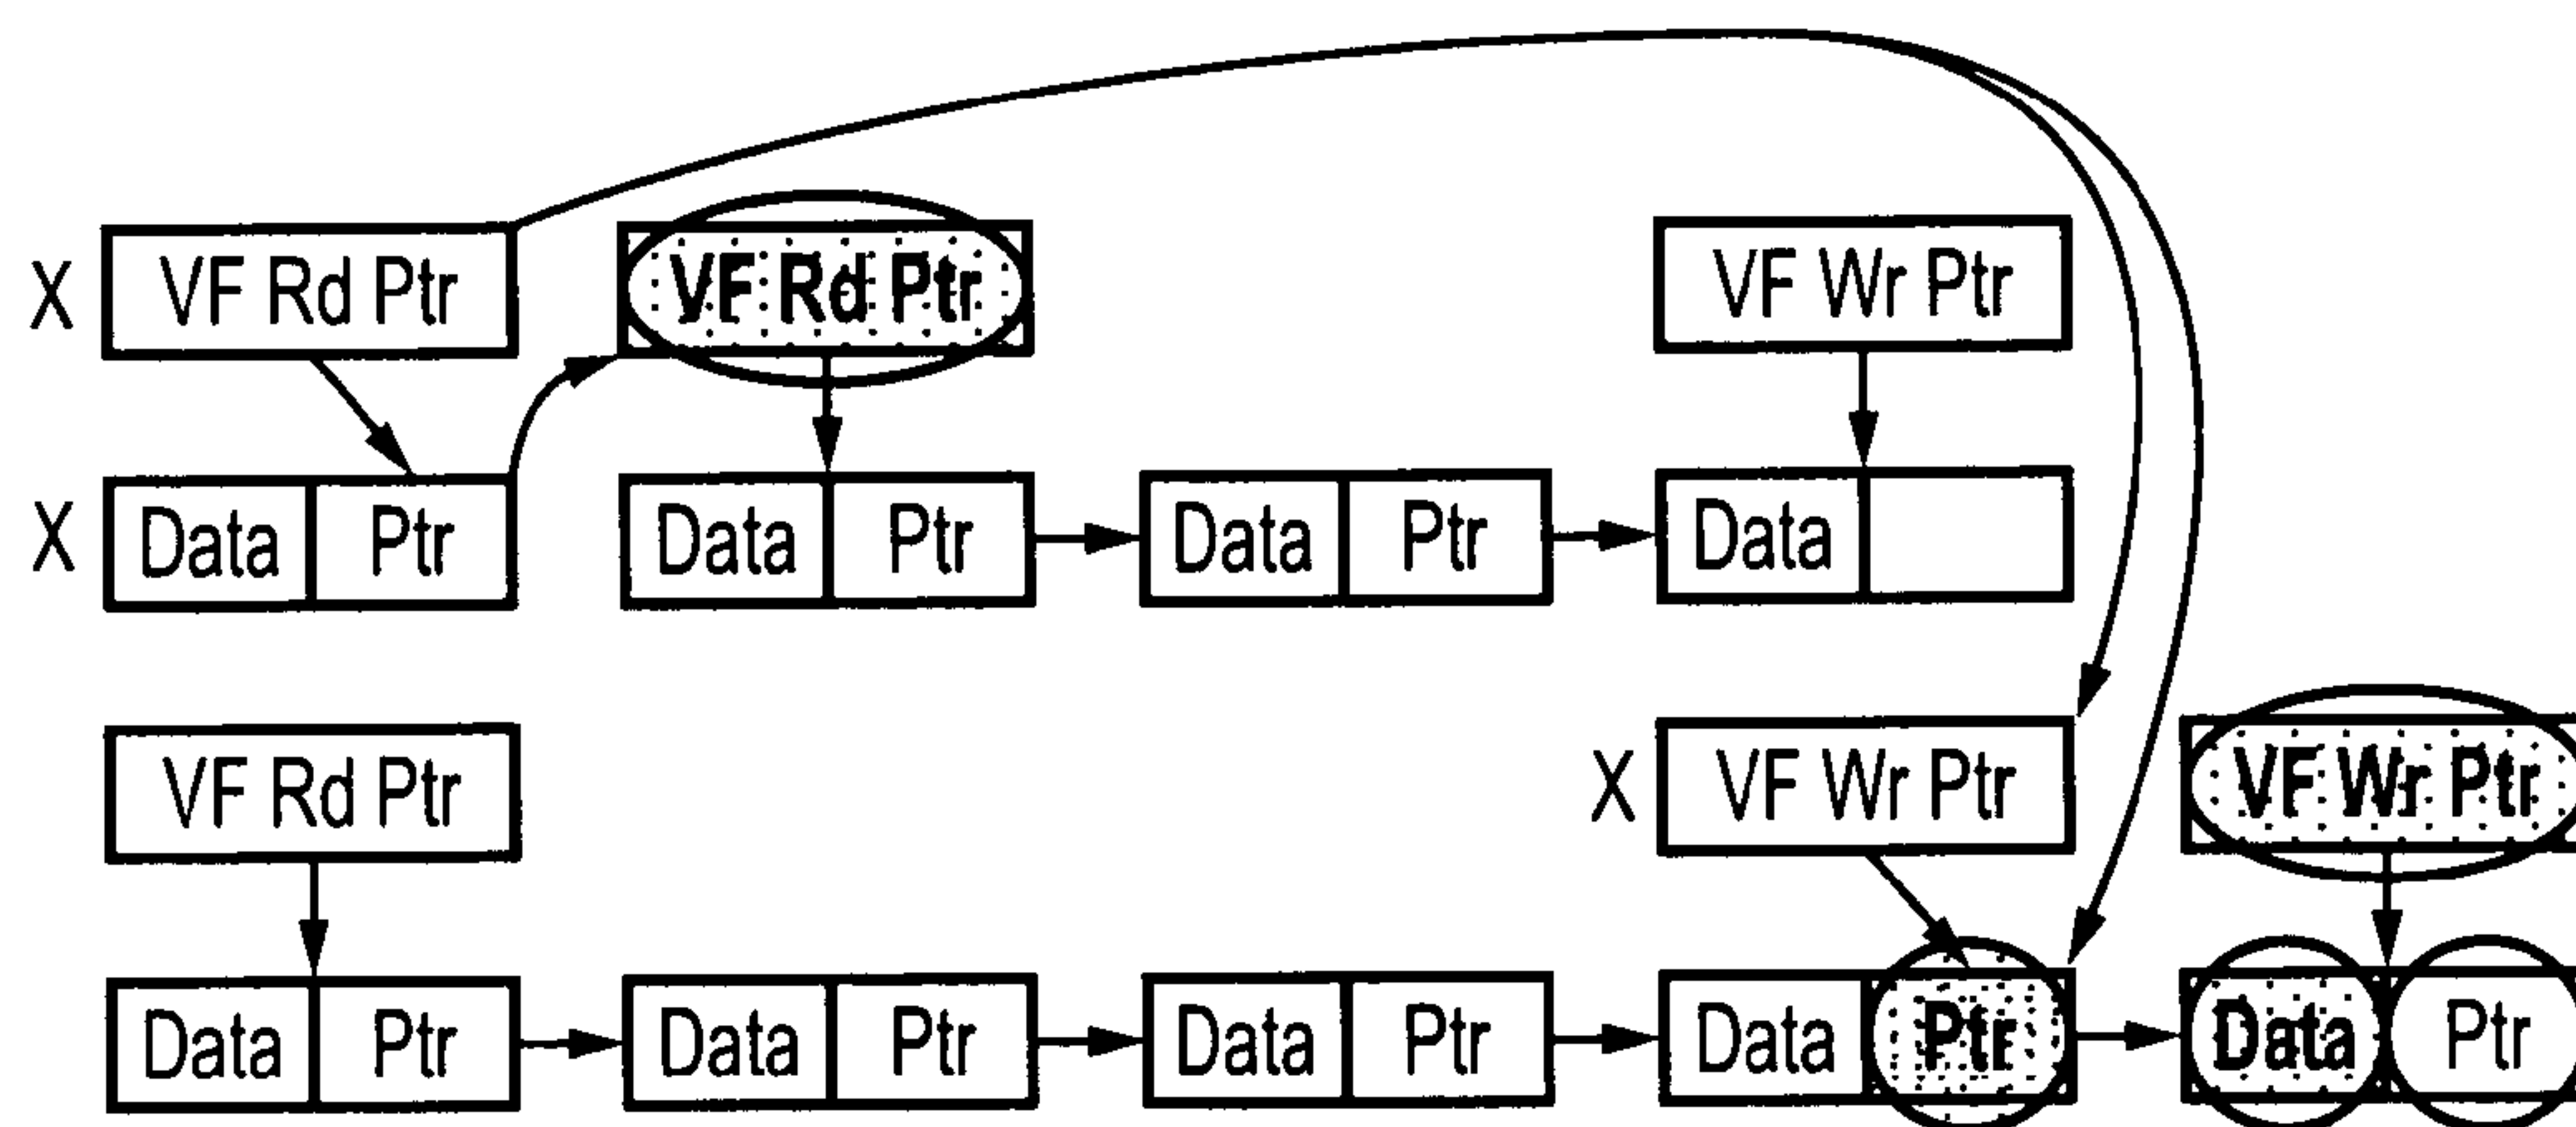 X VF Rd Ptr VF Rd Ptr VF Wr Ptr
X Data Ptr Data Ptr Data Ptr Data
VF Rd Ptr X VF Wr Ptr VF Wr Ptr
Data Ptr Data Ptr Data Ptr Data Ptr Data Ptr